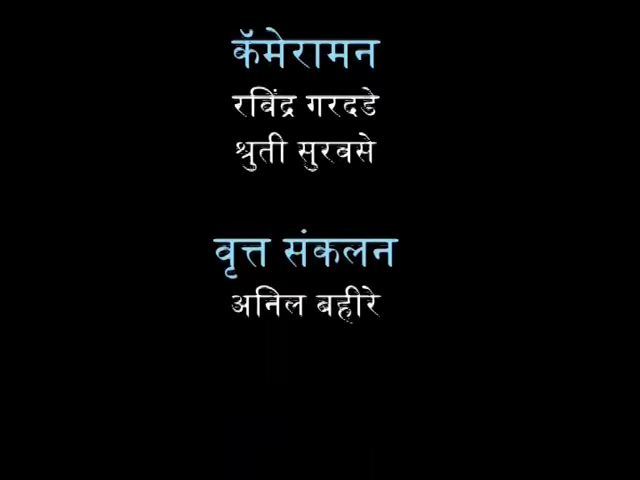 कॅमेरामन
रविंद्र गरदडे
श्रुती सुरवसे
वृत्त संकलन
अनिल बहीरे